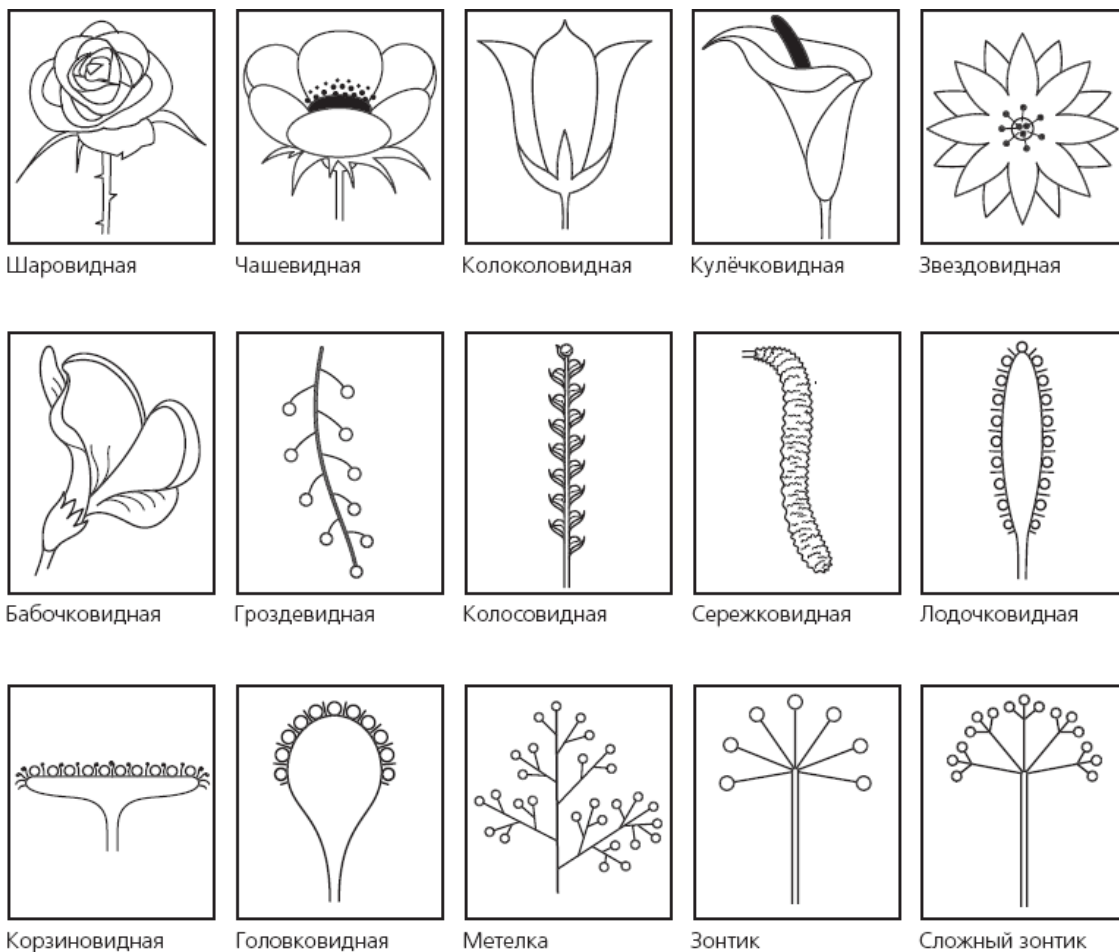 Шаровидная Чашевидная Колоколовидная Кулёчковидная Звездовидная
Бабочковидная Гроздевидная Колосовидная Сережковидная Лодочковидная
Корзиновидная Головковидная Метелка Зонтик Сложный зонтик